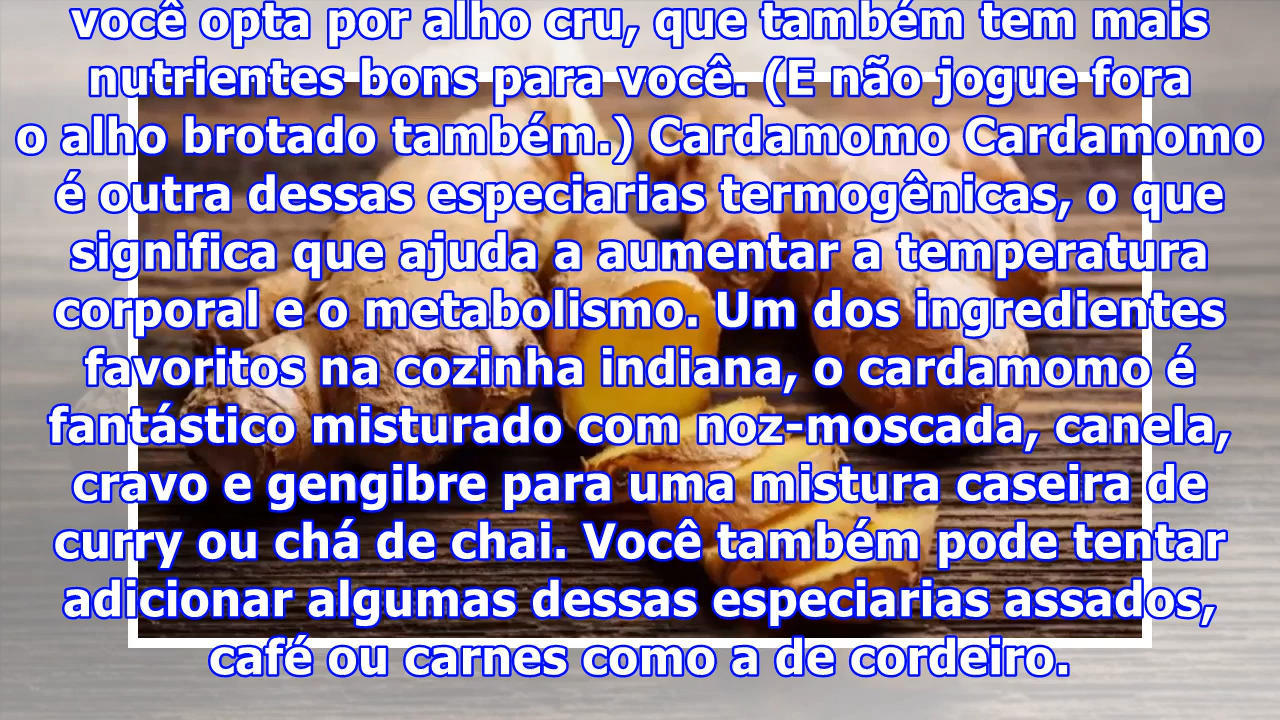 você opta por alho cru, que também tem mais
nutrientes bons para você. (E não jogue fora
o alho brotado também.) Cardamomo Cardamomo
é outra dessas especiarias termogênicas, o que
significa que ajuda a aumentar a temperatura
corporal e o metabolismo. Um dos ingredientes
favoritos na cozinha indiana, o cardamomo é
fantástico misturado com noz-moscada, canela,
cravo e gengibre para uma mistura caseira de
curry ou chá de chai. Você também pode tentar
adicionar algumas dessas especiarias assados,
café ou carnes como a de cordeiro.